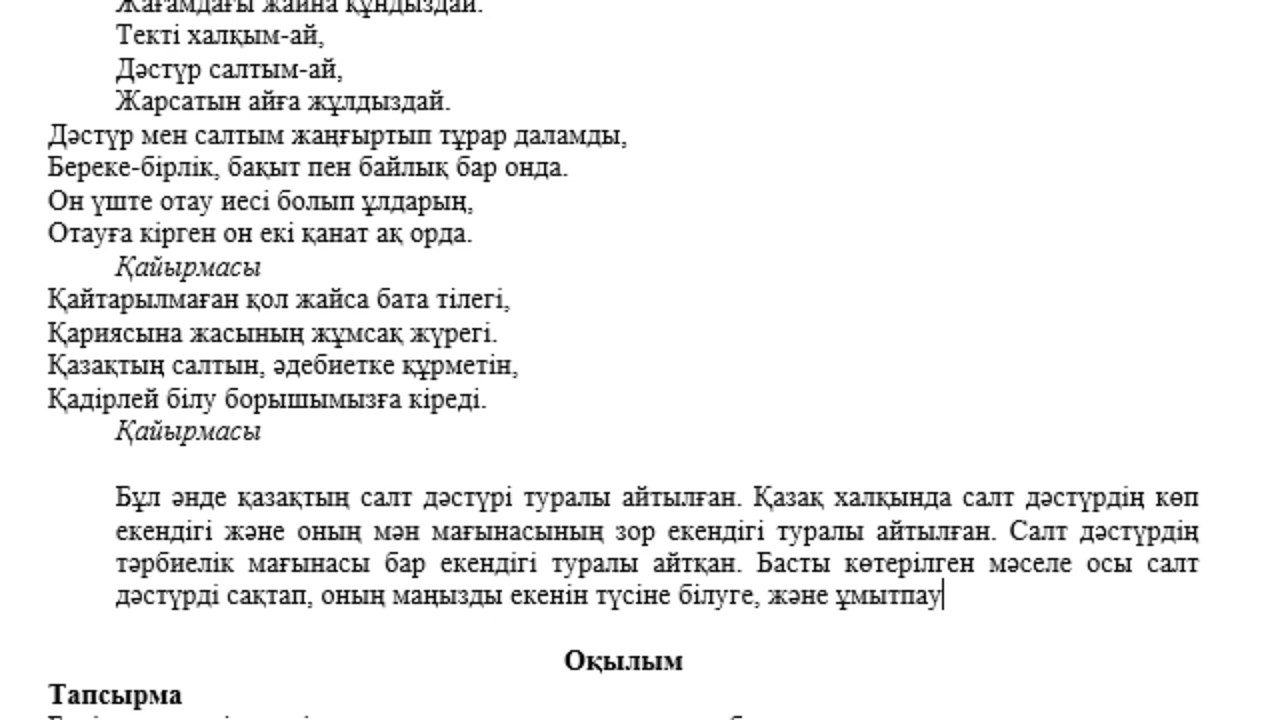 Жағамдағы жайна құндыздай.
Текті халқым-ай,
Дәстүр салтым-ай,
Жарсатын айға жұлдыздай.
Дәстүр мен салтым жаңғыртып тұрар даламды,
Береке-бірлік, бақыт пен байлық бар онда.
Он үште отау иесі болып ұлдарың,
Отауға кірген он екі қанат ақ орда.
Қайырмасы
Қайтарылмаған қол жайса бата тілегі,
Қариясына жасының жұмсақ жүрегі.
Қазақтың салтын, әдебиетке құрметін,
Қадірлей білу борышымызға кіреді.
Қайырмасы
Бұл әнде қазақтың салт дәстүрі туралы айтылған. Қазақ халқында салт дәстүрдің көп
екендігі және оның мән мағынасының зор екендігі туралы айтылған. Салт дәстүрдің
тәрбиелік мағынасы бар екендігі туралы айтқан. Басты көтерілген мәселе осы салт
дәстүрді сақтап, оның маңызды екенін түсіне білуге, және ұмытпау
Оқылым
Тапсырма